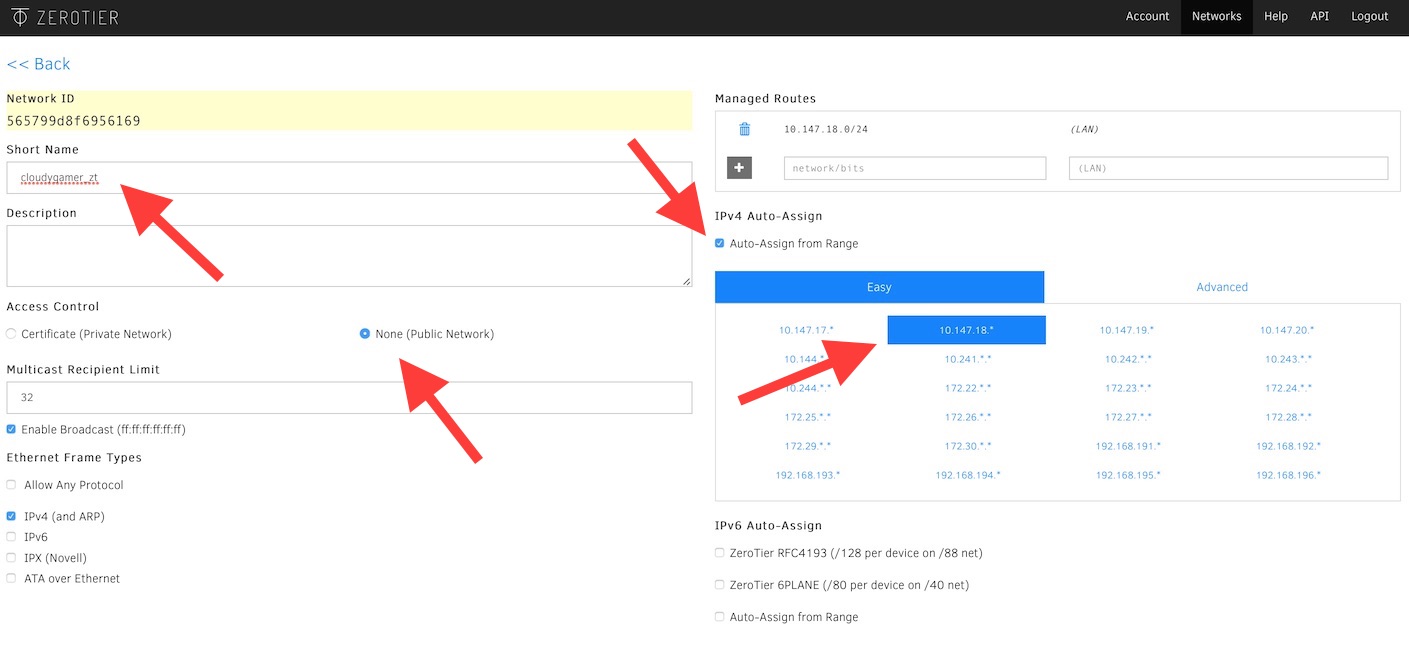 ZEROTIER
Account Networks Help API Logout
<< Back
Network ID
565799d8f6956169
Short Name
cloudygamer_zt
Description
Access Control
Certificate (Private Network) None (Public Network)
Multicast Recipient Limit
32
Enable Broadcast (ff:ff:ff:ff:ff:ff)
Ethernet Frame Types
Allow Any Protocol
IPv4 (and ARP)
IPv6
IPX (Novell)
ATA over Ethernet
Managed Routes
10.147.18.0/24 (LAN)
+ network/bits (LAN)
IPv4 Auto-Assign
Auto-Assign from Range
Easy Advanced
10.147.17.* 10.147.18.* 10.147.19.* 10.147.20.*
10.144.*.* 10.241.*.* 10.242.*.* 10.243.*.*
10.244.*.* 172.22.*.* 172.23.*.* 172.24.*.*
172.25.*.* 172.26.*.* 172.27.*.* 172.28.*.*
172.29.*.* 172.30.*.* 192.168.191.* 192.168.192.*
192.168.193.* 192.168.194.* 192.168.195.* 192.168.196.*
IPv6 Auto-Assign
ZeroTier RFC4193 (/128 per device on /88 net)
ZeroTier 6PLANE (/80 per device on /40 net)
Auto-Assign from Range